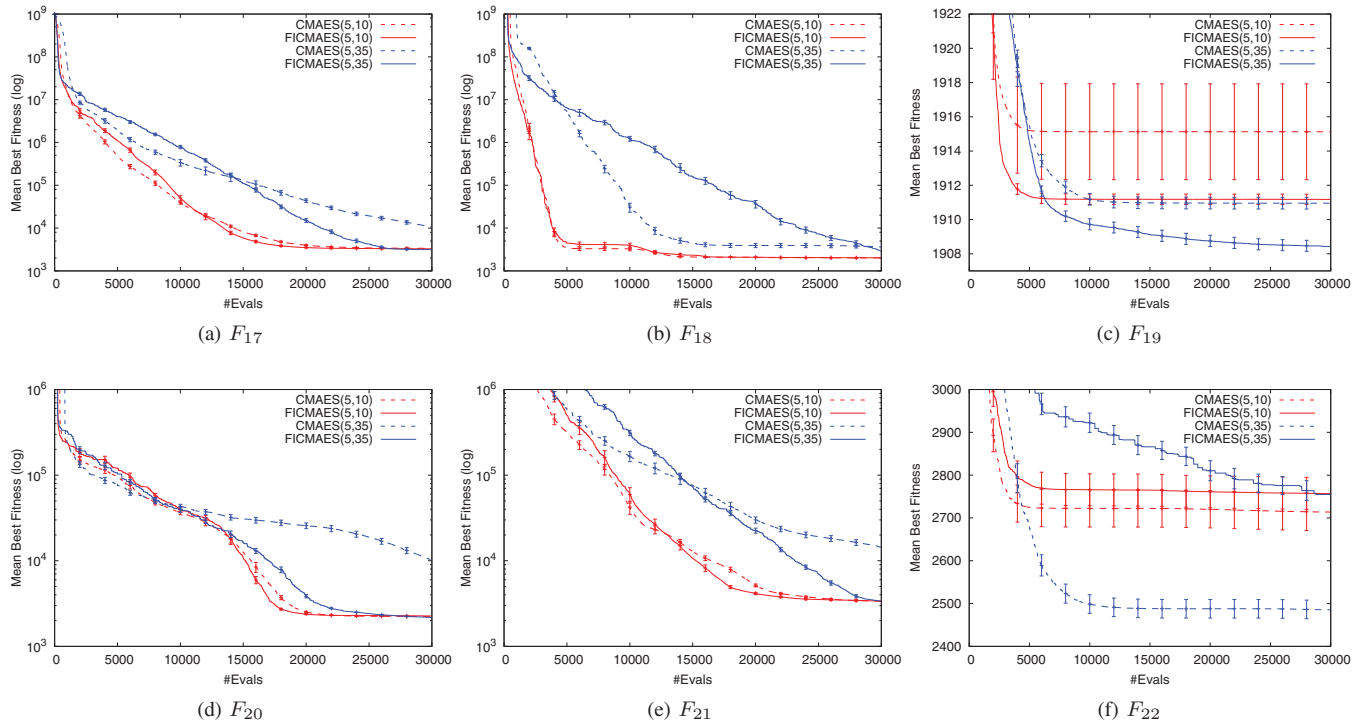 10^9
10^8
10^7
10^6
10^5
10^4
10^3
Mean Best Fitness (log)
CMAES(5,10)
FICMAES(5,10)
CMAES(5,35)
FICMAES(5,35)
0 5000 10000 15000 20000 25000 30000
#Evals
(a) F_17
10^9
10^8
10^7
10^6
10^5
10^4
10^3
Mean Best Fitness (log)
CMAES(5,10)
FICMAES(5,10)
CMAES(5,35)
FICMAES(5,35)
0 5000 10000 15000 20000 25000 30000
#Evals
(b) F_18
1922
1920
1918
1916
1914
1912
1910
1908
Mean Best Fitness
CMAES(5,10)
FICMAES(5,10)
CMAES(5,35)
FICMAES(5,35)
0 5000 10000 15000 20000 25000 30000
#Evals
(c) F_19
10^6
10^5
10^4
10^3
Mean Best Fitness (log)
CMAES(5,10)
FICMAES(5,10)
CMAES(5,35)
FICMAES(5,35)
0 5000 10000 15000 20000 25000 30000
#Evals
(d) F_20
10^6
10^5
10^4
10^3
Mean Best Fitness (log)
CMAES(5,10)
FICMAES(5,10)
CMAES(5,35)
FICMAES(5,35)
0 5000 10000 15000 20000 25000 30000
#Evals
(e) F_21
3000
2900
2800
2700
2600
2500
2400
Mean Best Fitness
CMAES(5,10)
FICMAES(5,10)
CMAES(5,35)
FICMAES(5,35)
0 5000 10000 15000 20000 25000 30000
#Evals
(f) F_22